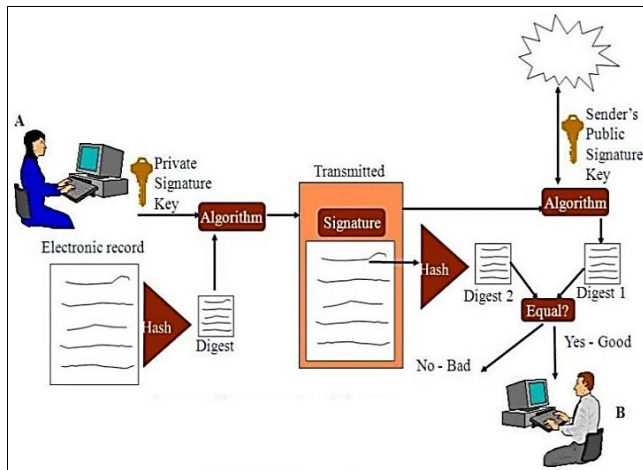 A
Private
Signature
Key
Algorithm
Electronic record
Hash
Digest
Transmitted
Signature
Sender's
Public
Signature
Key
Algorithm
Hash
Digest 2
Digest 1
Equal?
No - Bad
Yes - Good
B